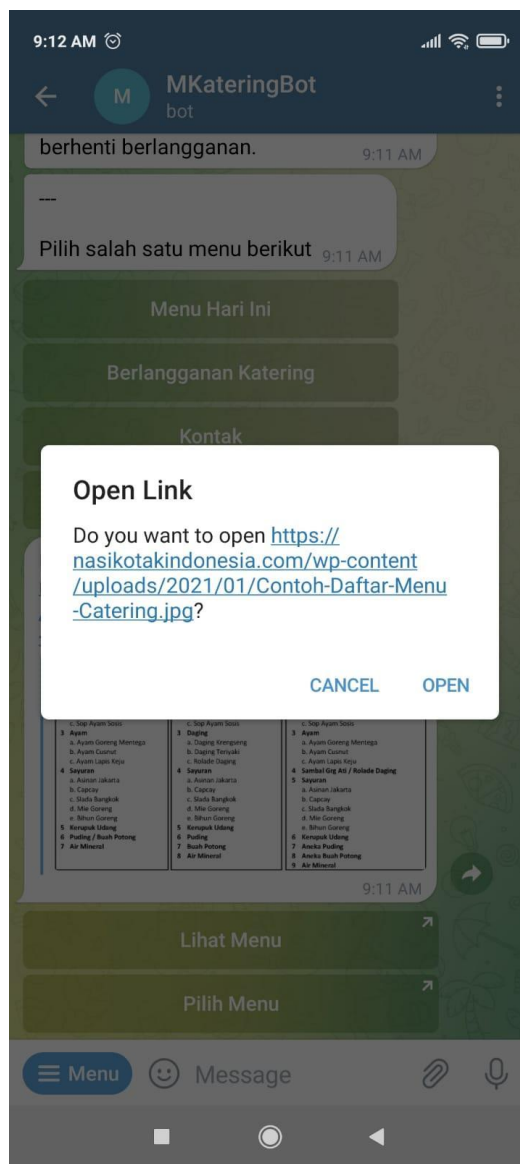 9:12 AM
M
MKateringBot
bot
berhenti berlangganan.
9:11 AM
---
Pilih salah satu menu berikut 9:11 AM
Menu Hari Ini
Berlangganan Katering
Kontak
Open Link
Do you want to open https://
nasikotakindonesia.com/wp-content
/uploads/2021/01/Contoh-Daftar-Menu
-Catering.jpg?
CANCEL OPEN
c. Sop Ayam Sosis
3 Ayam
a. Ayam Goreng Mentega
b. Ayam Cusnut
c. Ayam Lapis Keju
4 Sayuran
a. Asinan Jakarta
b. Capcay
c. Slada Bangkok
d. Mie Goreng
e. Bihun Goreng
5 Kerupuk Udang
6 Puding / Buah Potong
7 Air Mineral
c. Sop Ayam Sosis
3 Daging
a. Daging Krengseng
b. Daging Teriyaki
c. Rolade Daging
4 Sayuran
a. Asinan Jakarta
b. Capcay
c. Slada Bangkok
d. Mie Goreng
e. Bihun Goreng
5 Kerupuk Udang
6 Puding
7 Buah Potong
8 Air Mineral
c. Sop Ayam Sosis
3 Ayam
a. Ayam Goreng Mentega
b. Ayam Cusnut
c. Ayam Lapis Keju
4 Sambal Grg Ati / Rolade Daging
5 Sayuran
a. Asinan Jakarta
b. Capcay
c. Slada Bangkok
d. Mie Goreng
e. Bihun Goreng
6 Kerupuk Udang
7 Aneka Puding
8 Aneka Buah Potong
9 Air Mineral
9:11 AM
Lihat Menu
Pilih Menu
Menu
Message